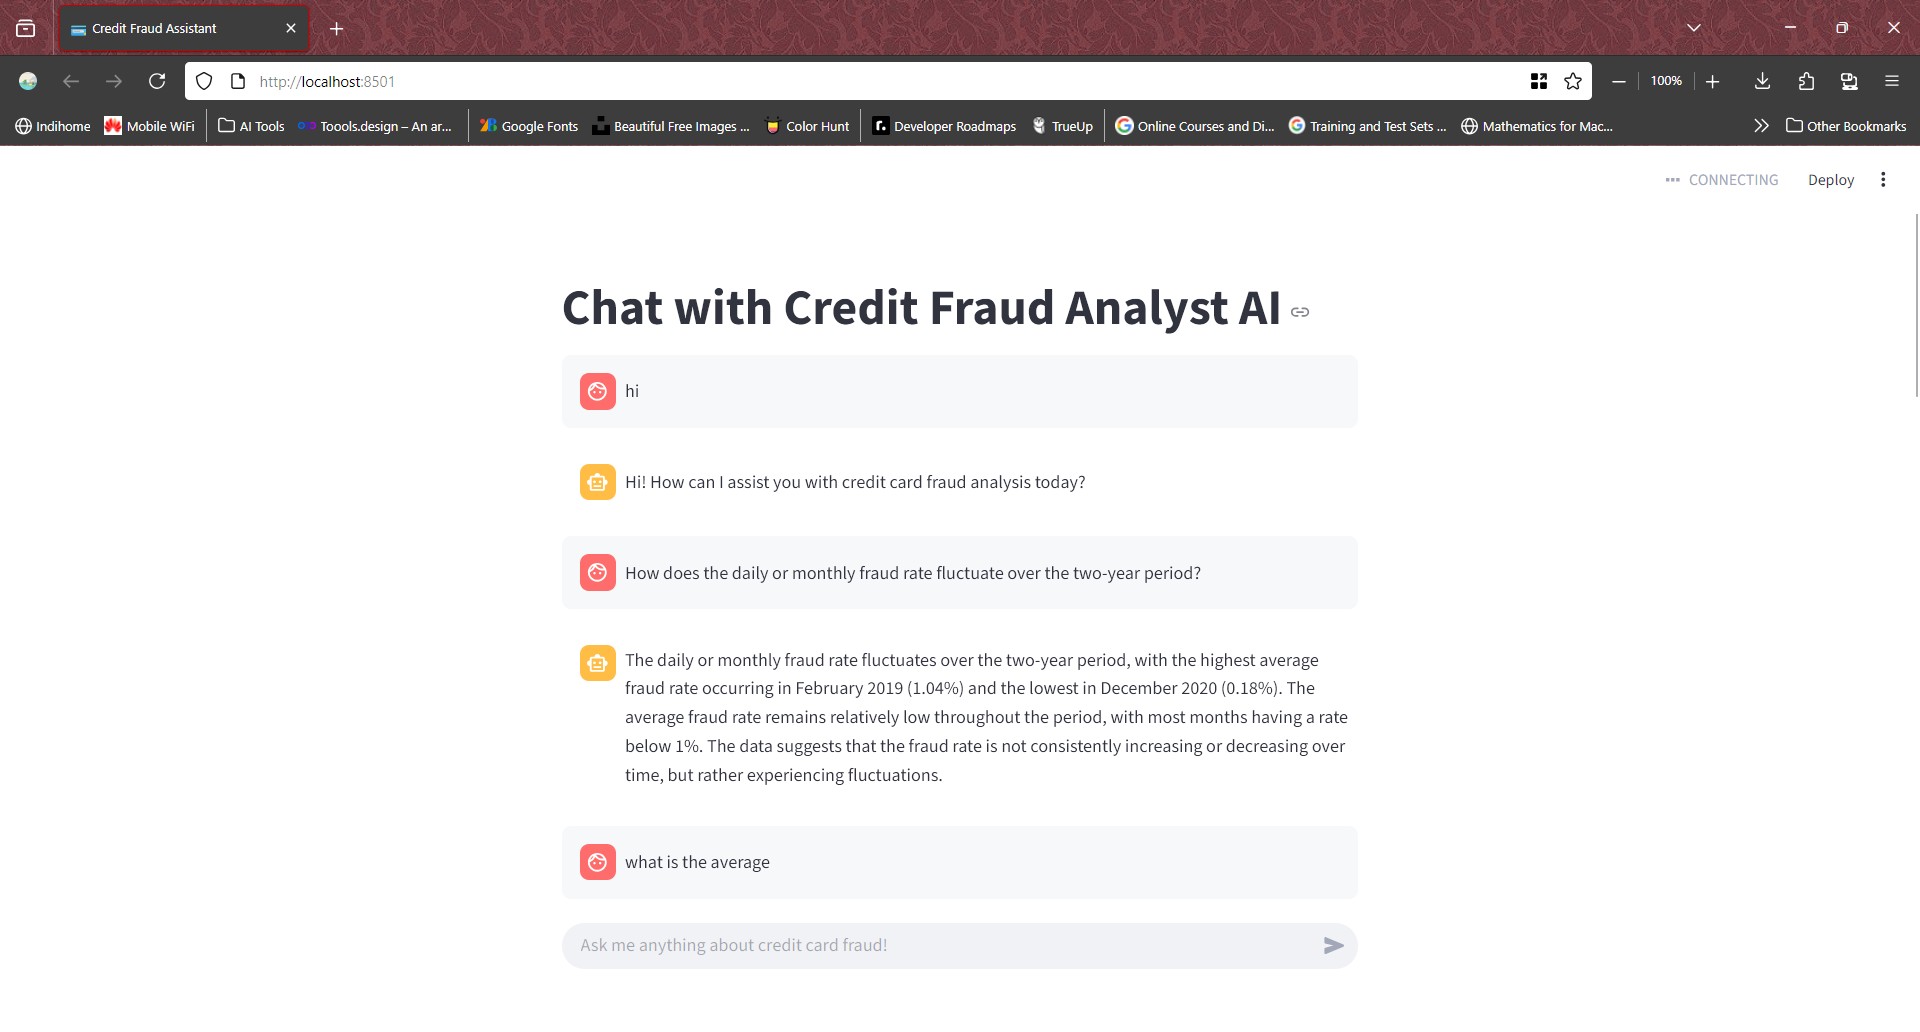 Credit Fraud Assistant
http://localhost:8501
100%
Indihome
Mobile WiFi
AI Tools
Toools.design – An ar...
Google Fonts
Beautiful Free Images ...
Color Hunt
Developer Roadmaps
TrueUp
Online Courses and Di...
Training and Test Sets ...
Mathematics for Mac...
Other Bookmarks
CONNECTING
Deploy
Chat with Credit Fraud Analyst AI
hi
Hi! How can I assist you with credit card fraud analysis today?
How does the daily or monthly fraud rate fluctuate over the two-year period?
The daily or monthly fraud rate fluctuates over the two-year period, with the highest average
fraud rate occurring in February 2019 (1.04%) and the lowest in December 2020 (0.18%). The
average fraud rate remains relatively low throughout the period, with most months having a rate
below 1%. The data suggests that the fraud rate is not consistently increasing or decreasing over
time, but rather experiencing fluctuations.
what is the average
Ask me anything about credit card fraud!